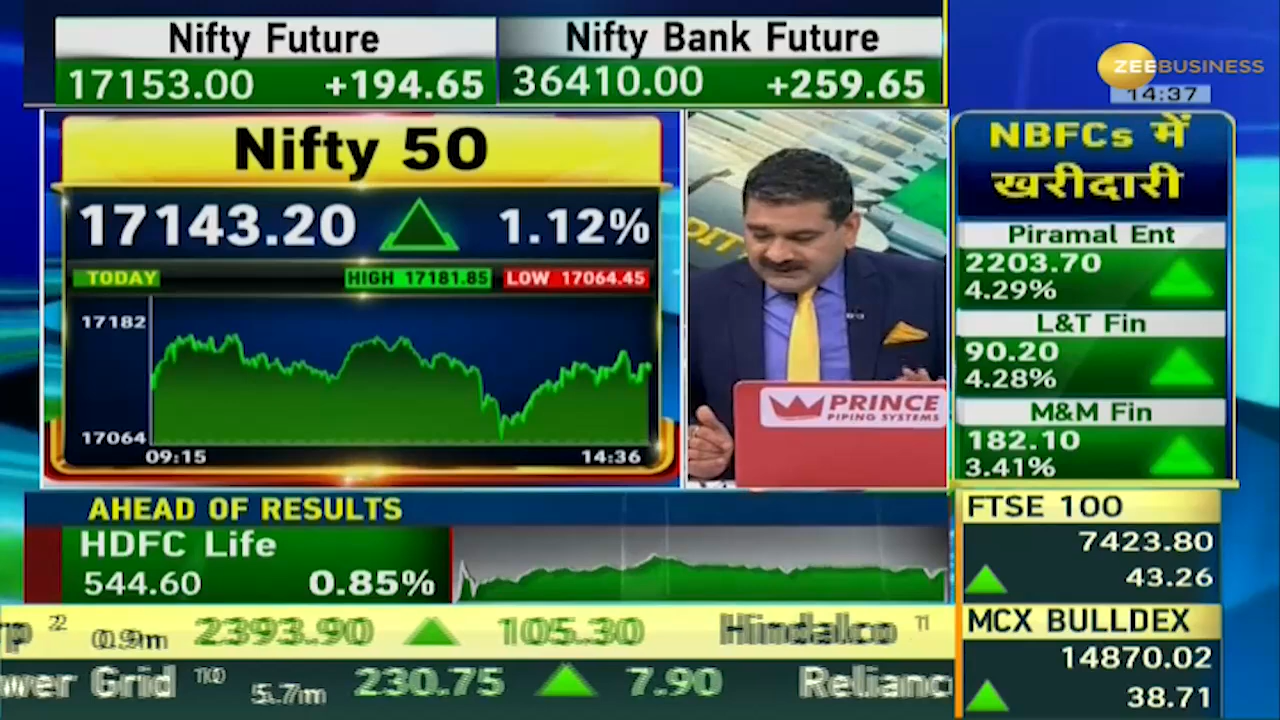 Nifty Future
17153.00 +194.65
Nifty Bank Future
36410.00 +259.65
ZEEBUSINESS
14:37
Nifty 50
17143.20 1.12%
TODAY HIGH 17181.85 LOW 17064.45
17182
17064
09:15 14:36
PRINCE
PIPING SYSTEMS
NBFCs में
खरीदारी
Piramal Ent
2203.70
4.29%
L&T Fin
90.20
4.28%
M&M Fin
182.10
3.41%
AHEAD OF RESULTS
HDFC Life
544.60 0.85%
FTSE 100
7423.80
43.26
MCX BULLDEX
14870.02
38.71
2393.90 105.30 Hindalco
wer Grid 5.7m 230.75 7.90 Relianc